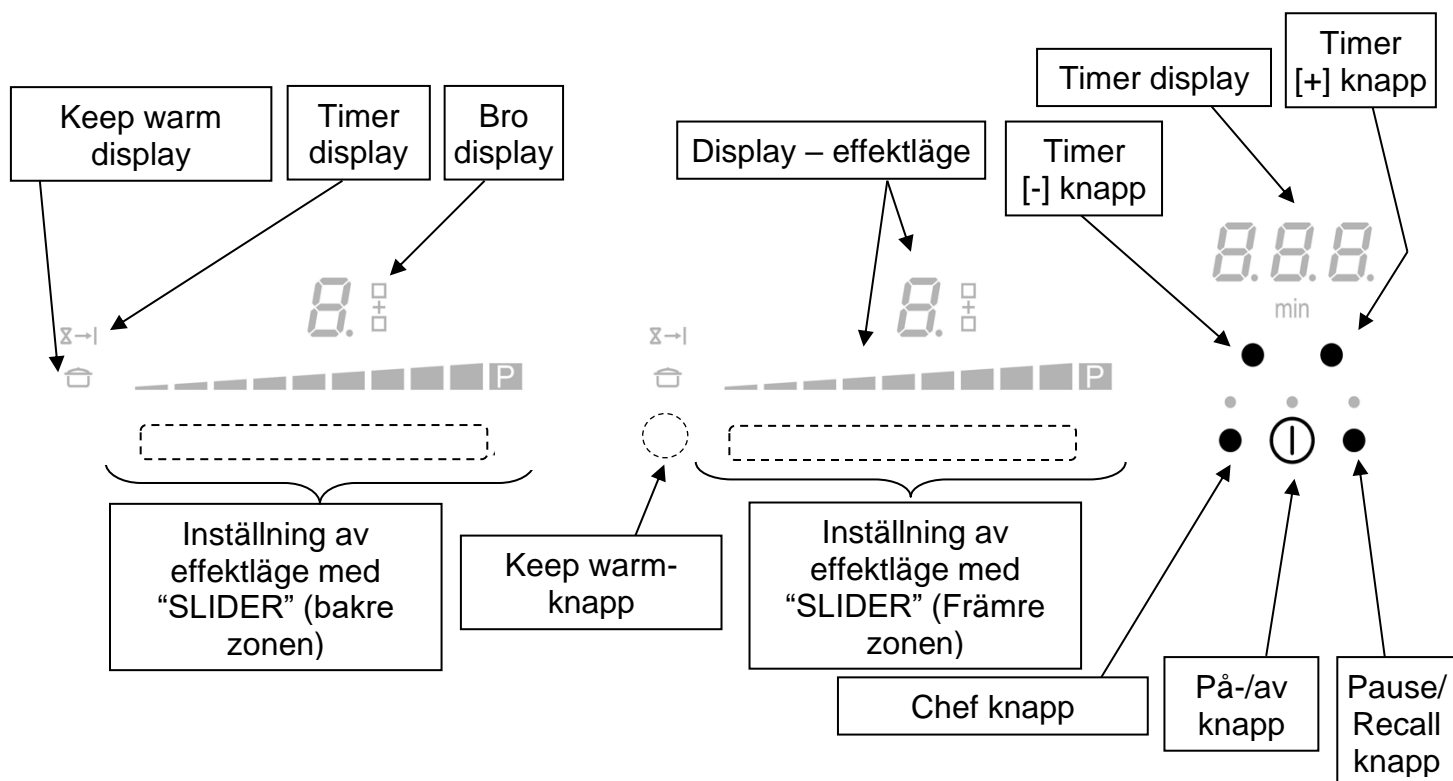 Timer
[+] knapp
Timer display
Keep warm
display
Timer
display
Bro
display
Display – effektläge
Timer
[-] knapp
8.8.8.
min
8.
8.
P
P
Inställning av
effektläge med
“SLIDER” (bakre
zonen)
Keep warm-
knapp
Inställning av
effektläge med
“SLIDER” (Främre
zonen)
Chef knapp
På-/av
knapp
Pause/
Recall
knapp